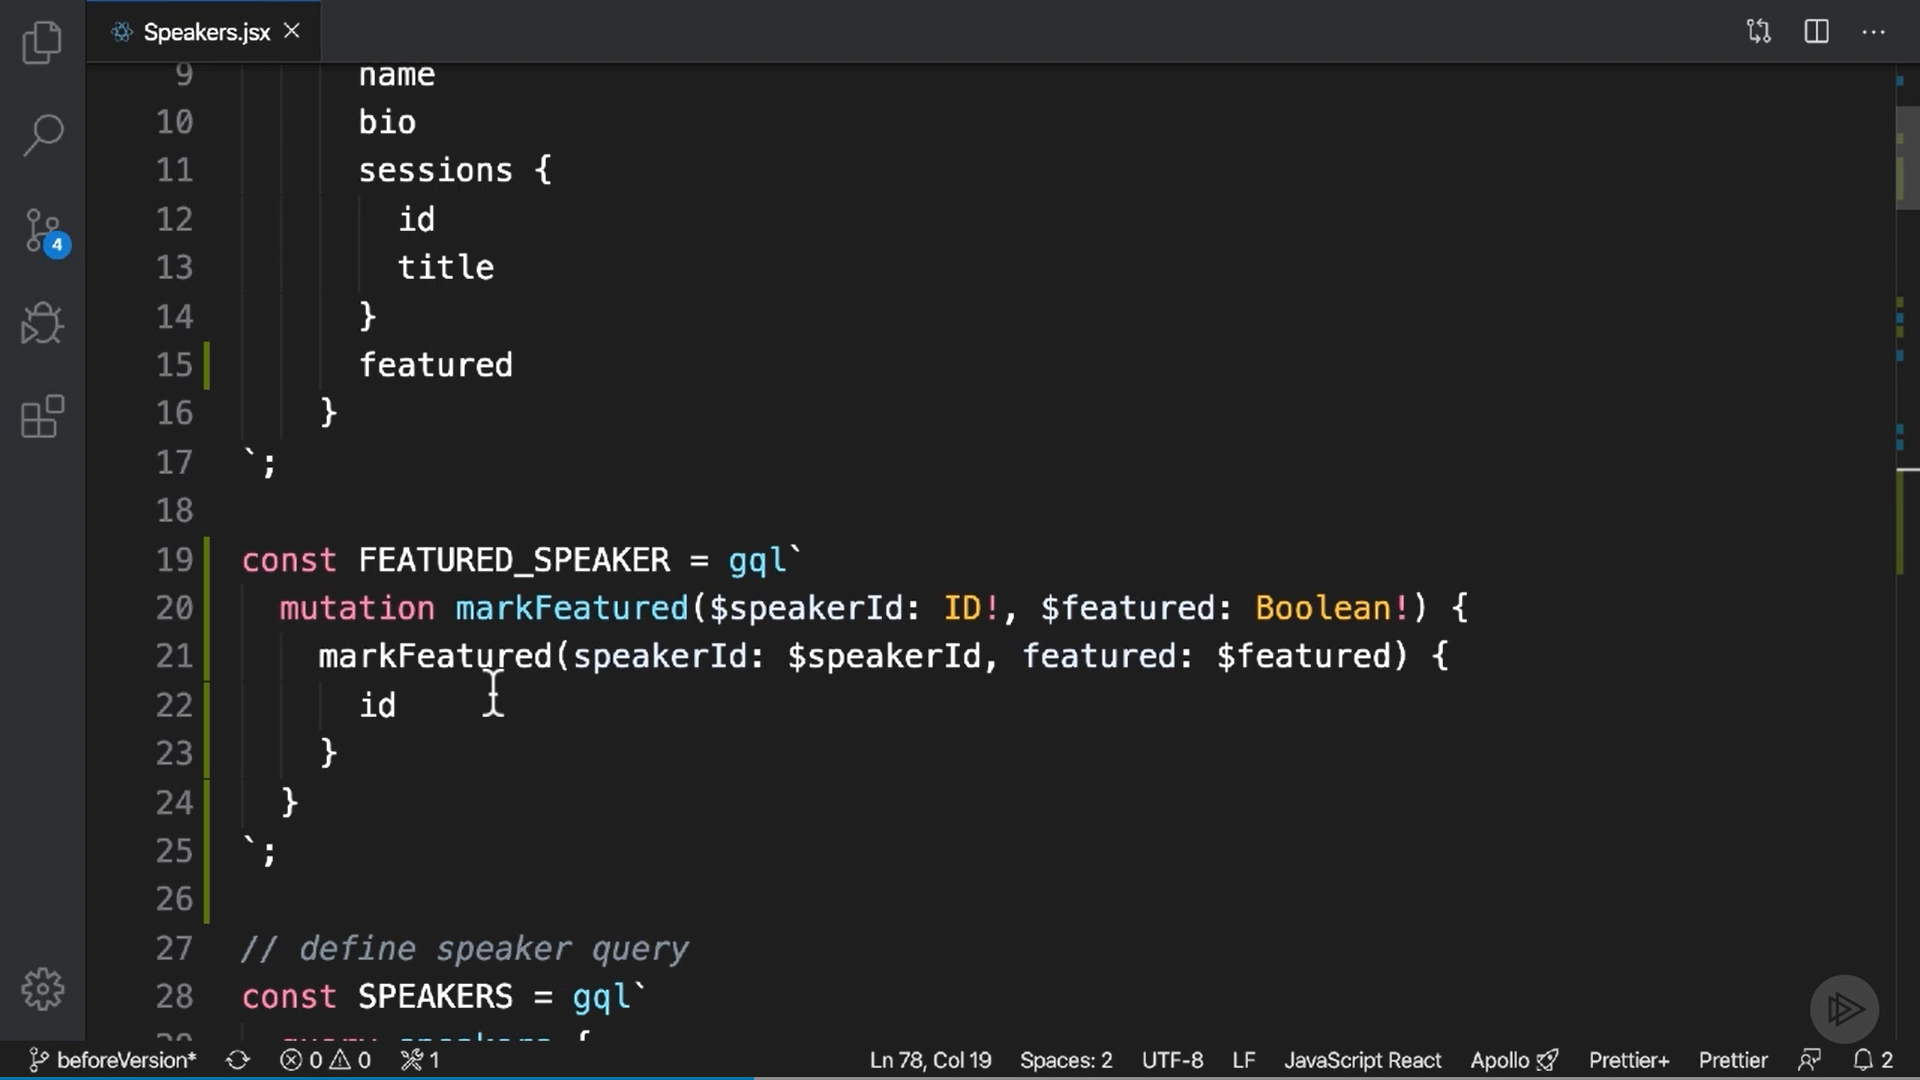 Speakers.jsx
9 name
10 bio
11 sessions {
12 id
13 title
14 }
15 featured
16 }
17 `;
18
19 const FEATURED_SPEAKER = gql`
20 mutation markFeatured($speakerId: ID!, $featured: Boolean!) {
21 markFeatured(speakerId: $speakerId, featured: $featured) {
22 id
23 }
24 }
25 `;
26
27 // define speaker query
28 const SPEAKERS = gql`
4
beforeVersion* 0 0 1 Ln 78, Col 19 Spaces: 2 UTF-8 LF JavaScript React Apollo Prettier+ Prettier 2